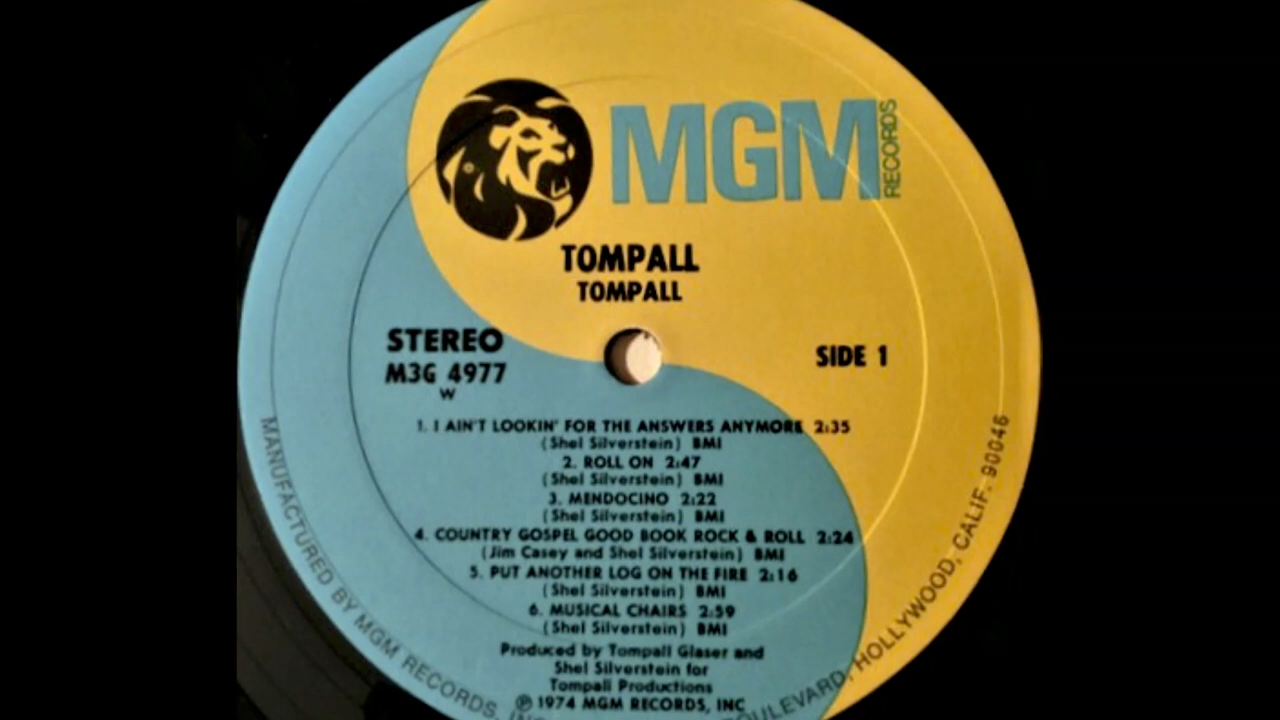 MGM
RECORDS
TOMPALL
TOMPALL
STEREO
M3G 4977
W
SIDE 1
1. I AIN'T LOOKIN' FOR THE ANSWERS ANYMORE 2:35
(Shel Silverstein) BMI
2. ROLL ON 2:47
(Shel Silverstein) BMI
3. MENDOCINO 2:22
(Shel Silverstein) BMI
4. COUNTRY GOSPEL GOOD BOOK ROCK & ROLL 2:24
(Jim Casey and Shel Silverstein) BMI
5. PUT ANOTHER LOG ON THE FIRE 2:16
(Shel Silverstein) BMI
6. MUSICAL CHAIRS 2:59
(Shel Silverstein) BMI
Produced by Tompall Glaser and
Shel Silverstein for
Tompall Productions
℗ 1974 MGM RECORDS, INC
MANUFACTURED BY MGM RECORDS, HOLLYWOOD, CALIF. 90046